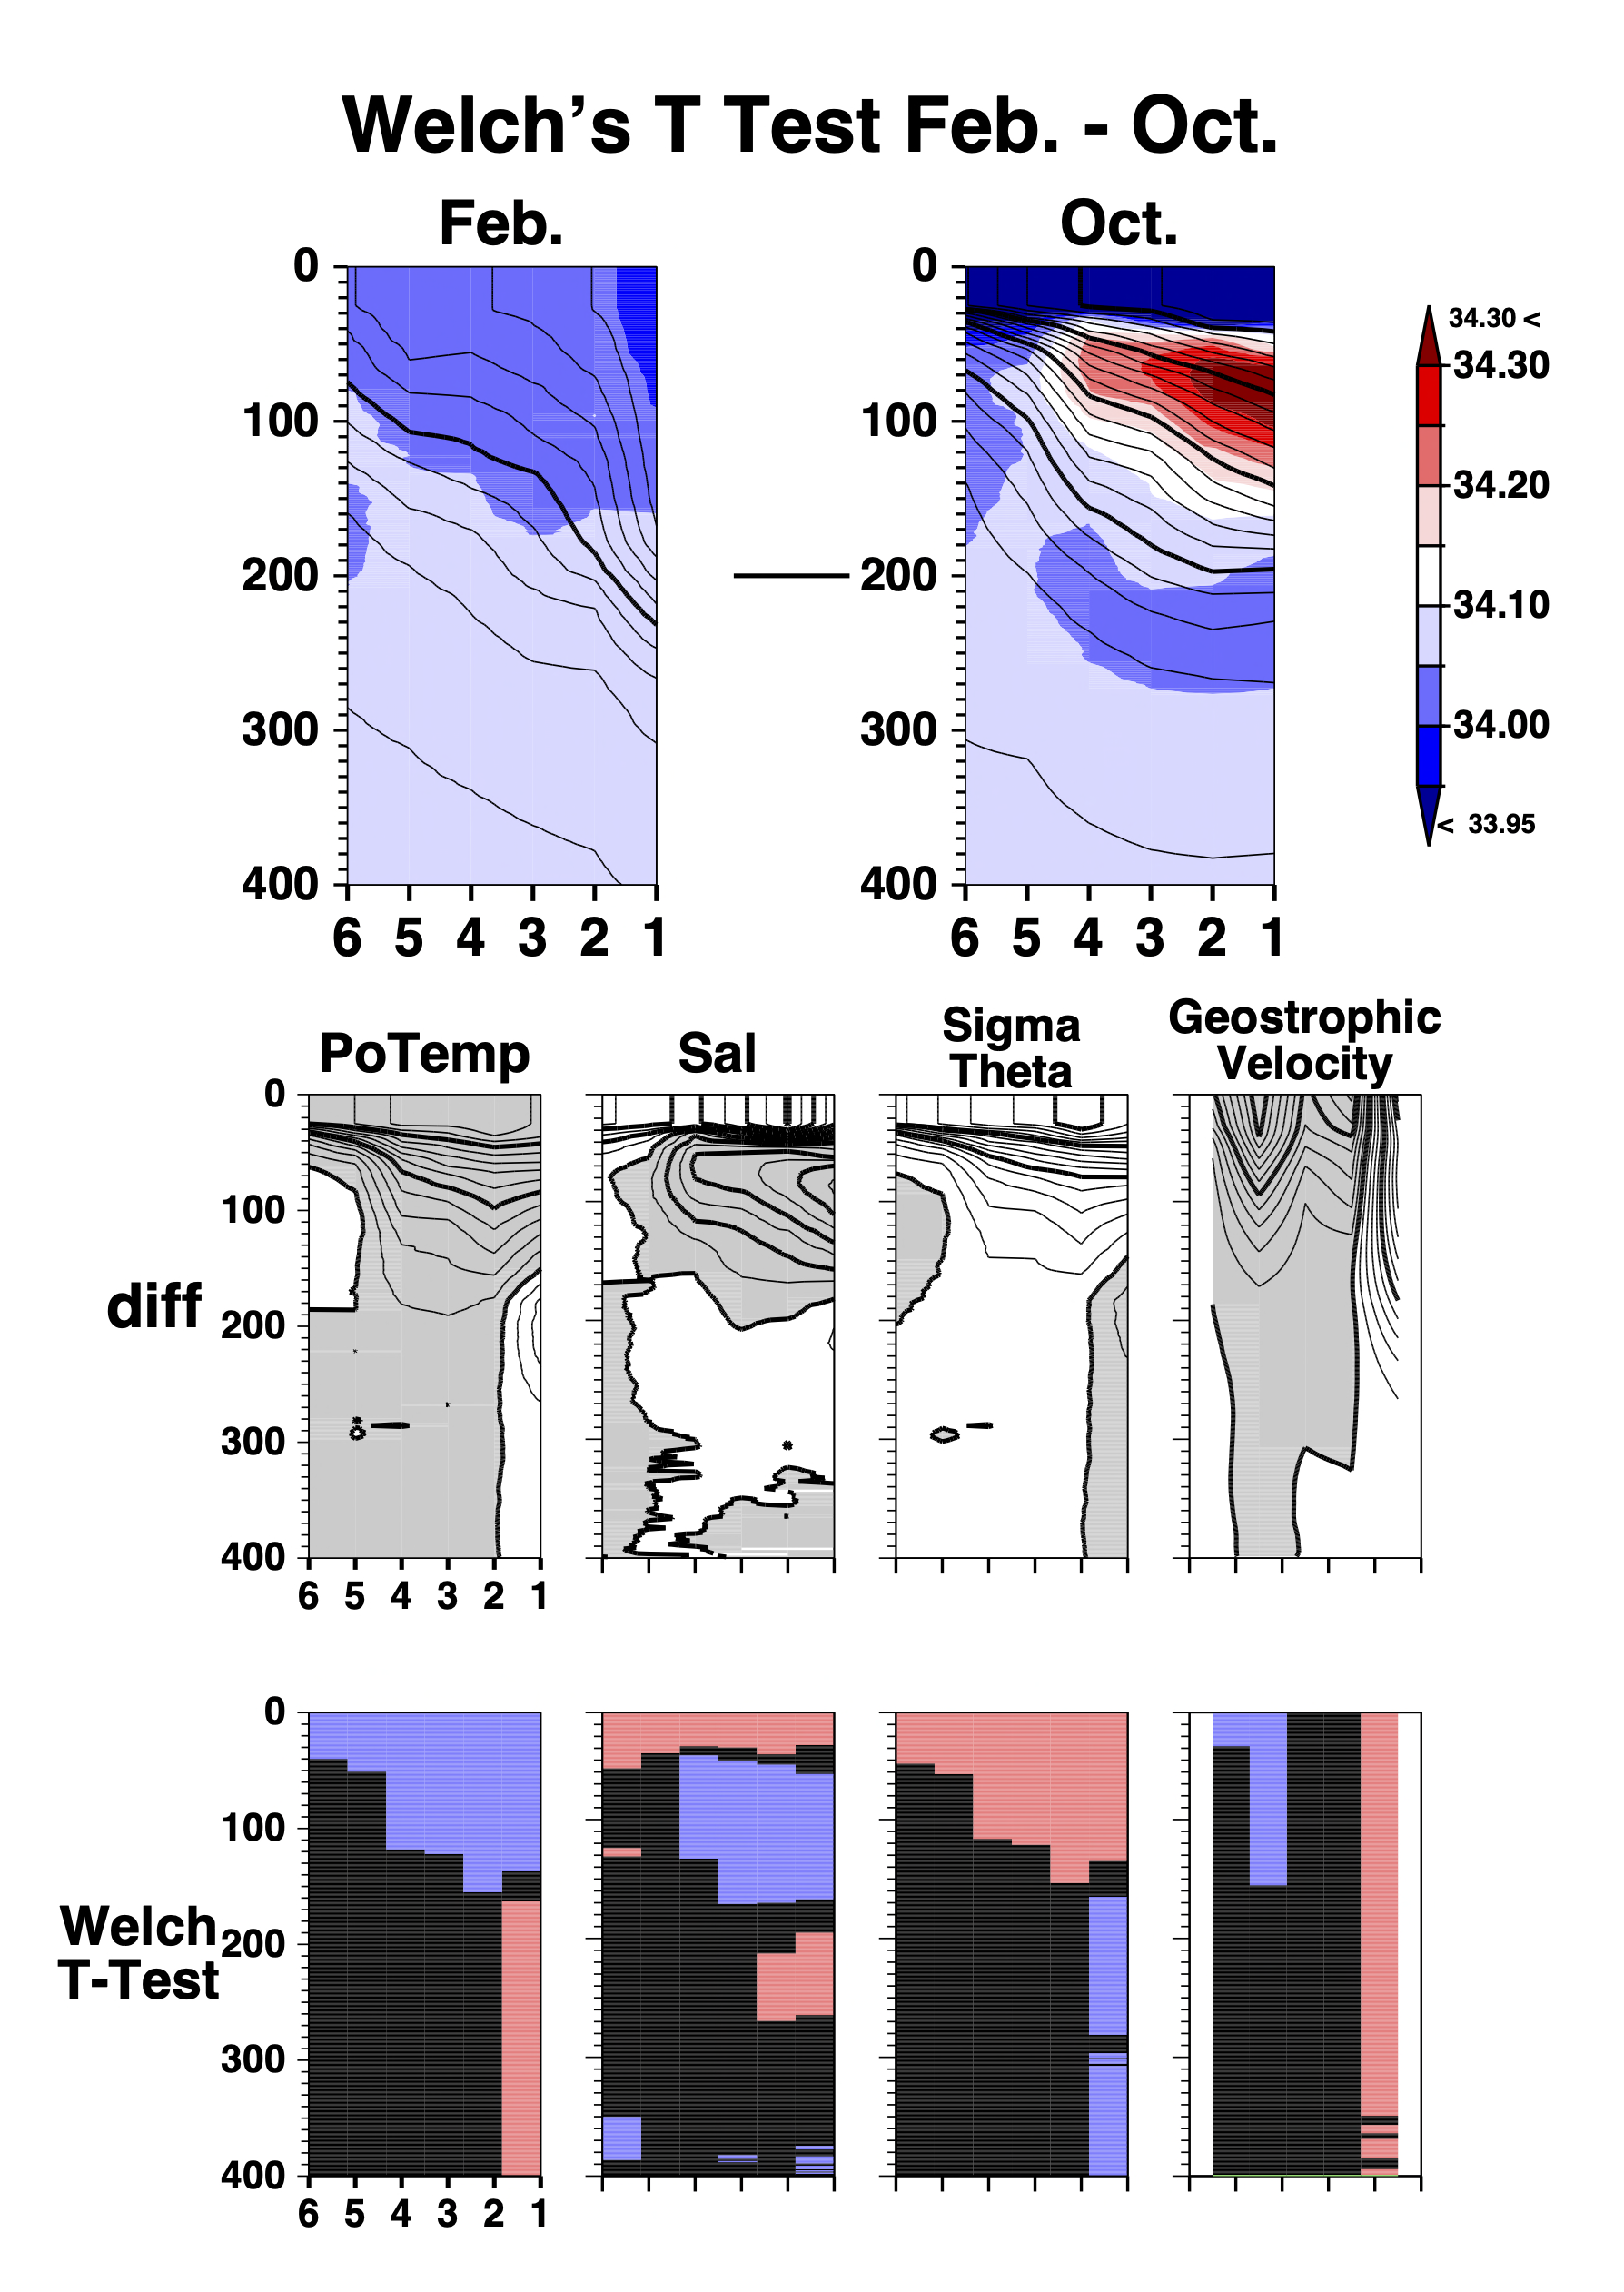 Welch’s T Test Feb. - Oct.
Feb.
Oct.
0
100
200
300
400
6 5 4 3 2 1
0
100
200
300
400
6 5 4 3 2 1
34.30 <
34.30
34.20
34.10
34.00
< 33.95
PoTemp
Sal
Sigma
Theta
Geostrophic
Velocity
diff
0
100
200
300
400
6 5 4 3 2 1
Welch
T-Test
0
100
200
300
400
6 5 4 3 2 1